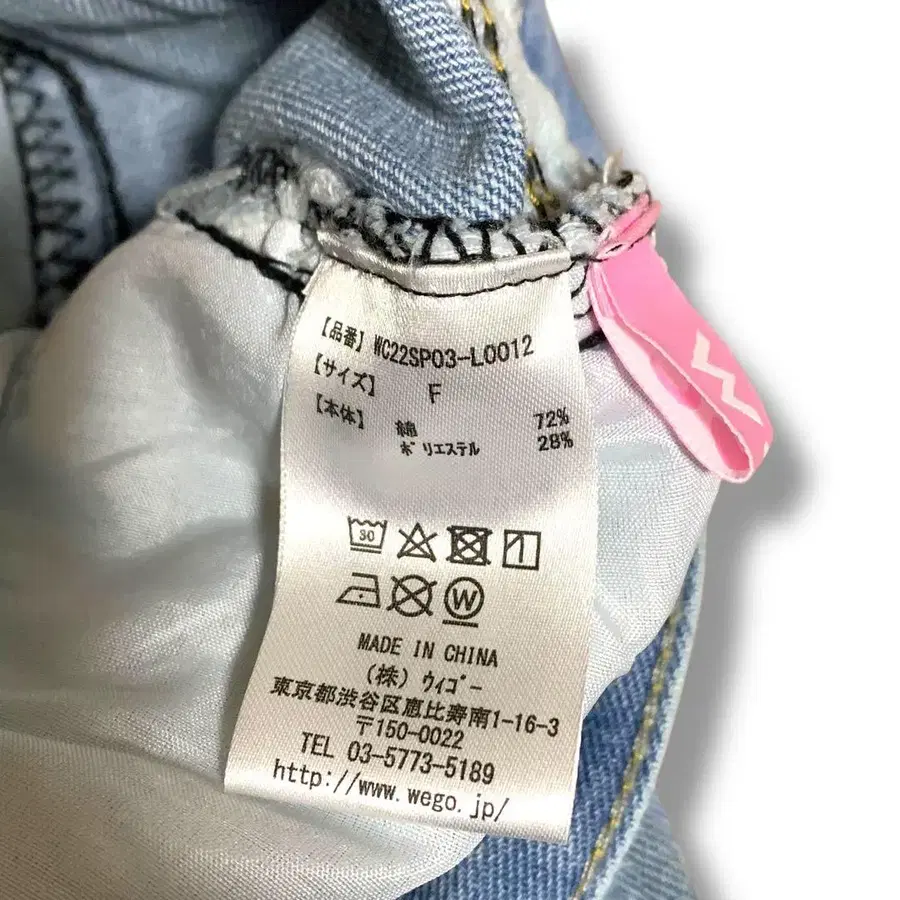 【品番】 WC22SP03-L0012
【サイズ】 F
【本体】 綿 72%
ポリエステル 28%
30
W
MADE IN CHINA
(株) ウィゴー
東京都渋谷区恵比寿南1-16-3
〒150-0022
TEL 03-5773-5189
http://www.wego.jp/
W